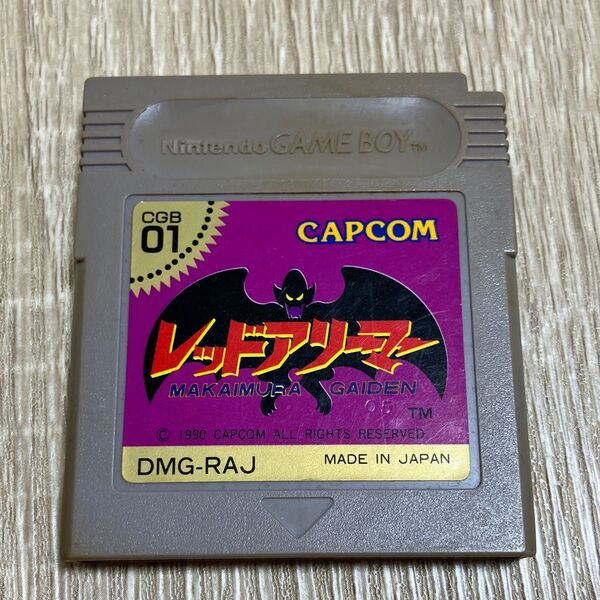 Nintendo GAME BOY™
CGB
01
CAPCOM
レッドアリーマー
MAKAIMURA GAIDEN
06
TM
© 1990 CAPCOM ALL RIGHTS RESERVED
DMG-RAJ
MADE IN JAPAN